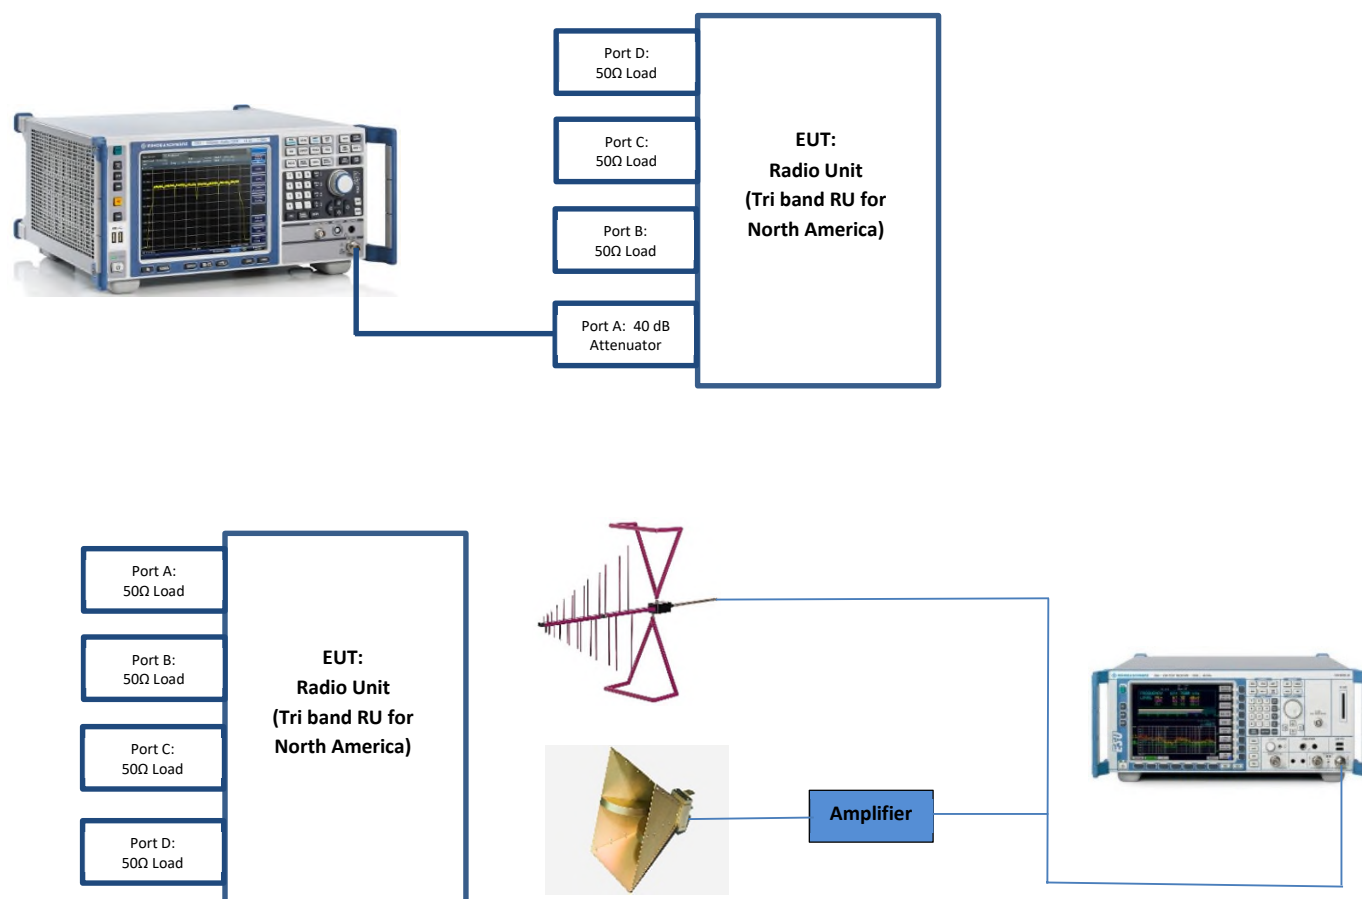 Port D:
50Ω Load
Port C:
50Ω Load
Port B:
50Ω Load
Port A: 40 dB
Attenuator
EUT:
Radio Unit
(Tri band RU for
North America)
Port A:
50Ω Load
Port B:
50Ω Load
Port C:
50Ω Load
Port D:
50Ω Load
EUT:
Radio Unit
(Tri band RU for
North America)
Amplifier